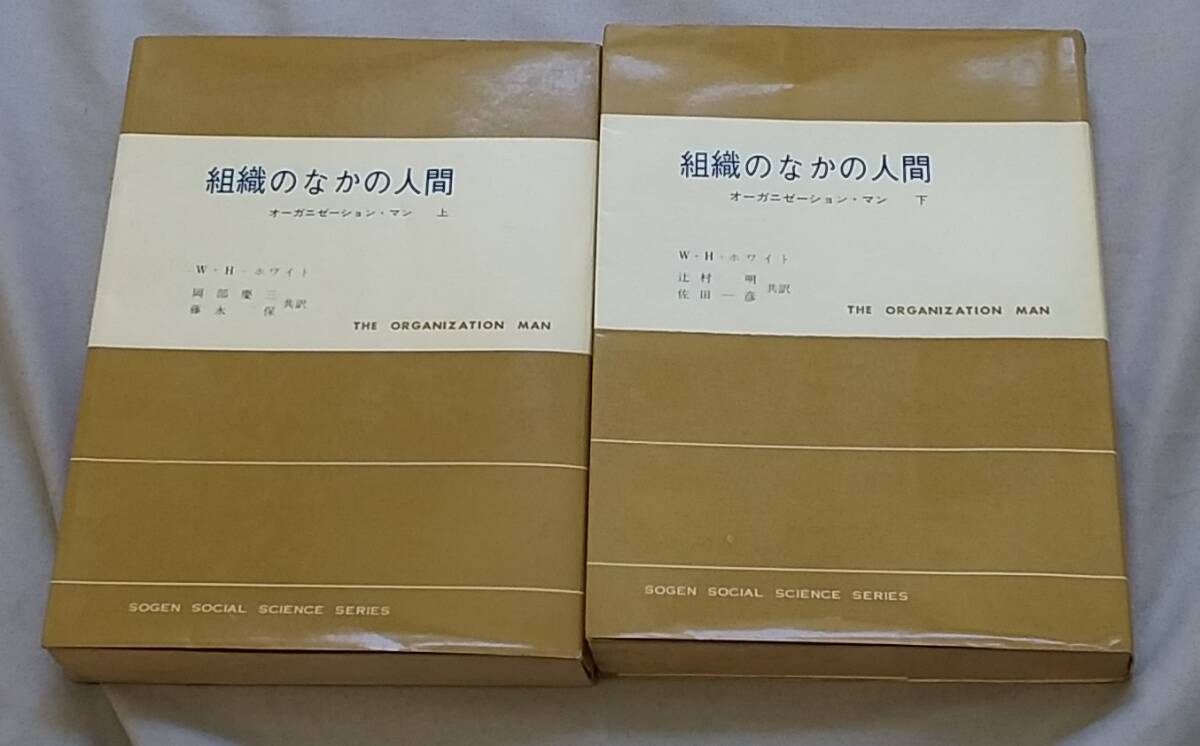 組織のなかの人間
オーガニゼーション・マン 上
W・H・ホワイト
岡部慶三
藤永保 共訳
THE ORGANIZATION MAN
SOGEN SOCIAL SCIENCE SERIES
組織のなかの人間
オーガニゼーション・マン 下
W・H・ホワイト
辻村明
佐田一彦 共訳
THE ORGANIZATION MAN
SOGEN SOCIAL SCIENCE SERIES